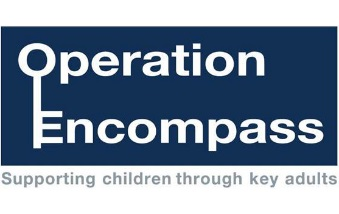 Operation
Encompass
Supporting children through key adults